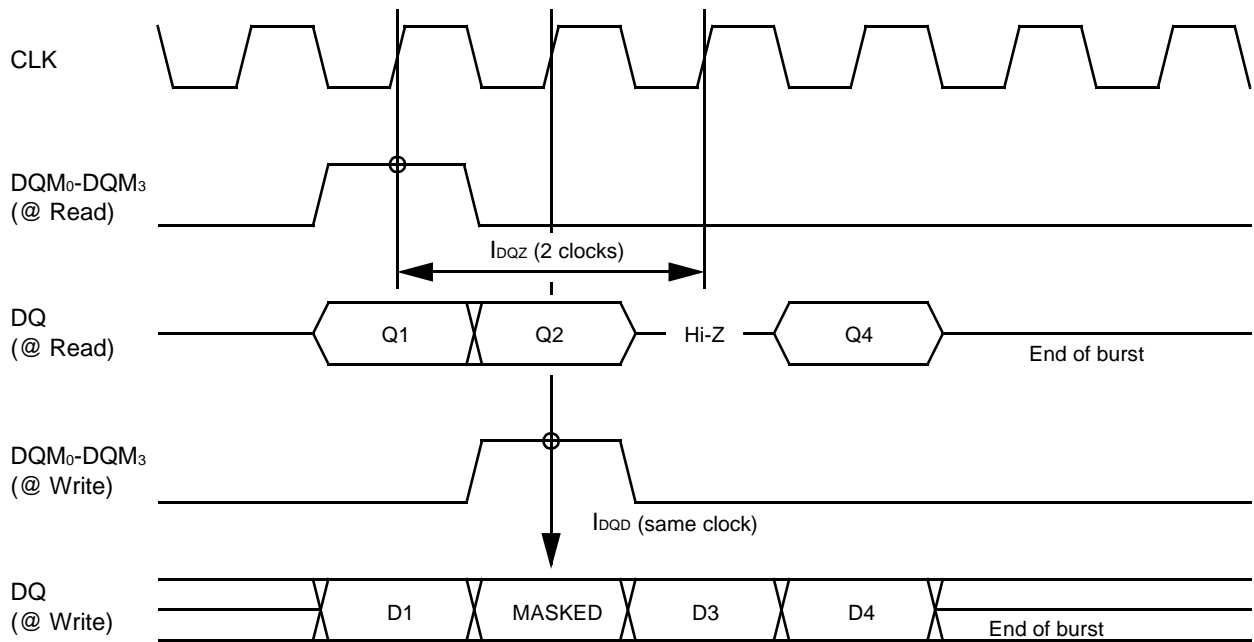 CLK
DQM0-DQM3
(@ Read)
IDQZ (2 clocks)
DQ
(@ Read)
Q1
Q2
Hi-Z
Q4
End of burst
DQM0-DQM3
(@ Write)
IDQD (same clock)
DQ
(@ Write)
D1
MASKED
D3
D4
End of burst